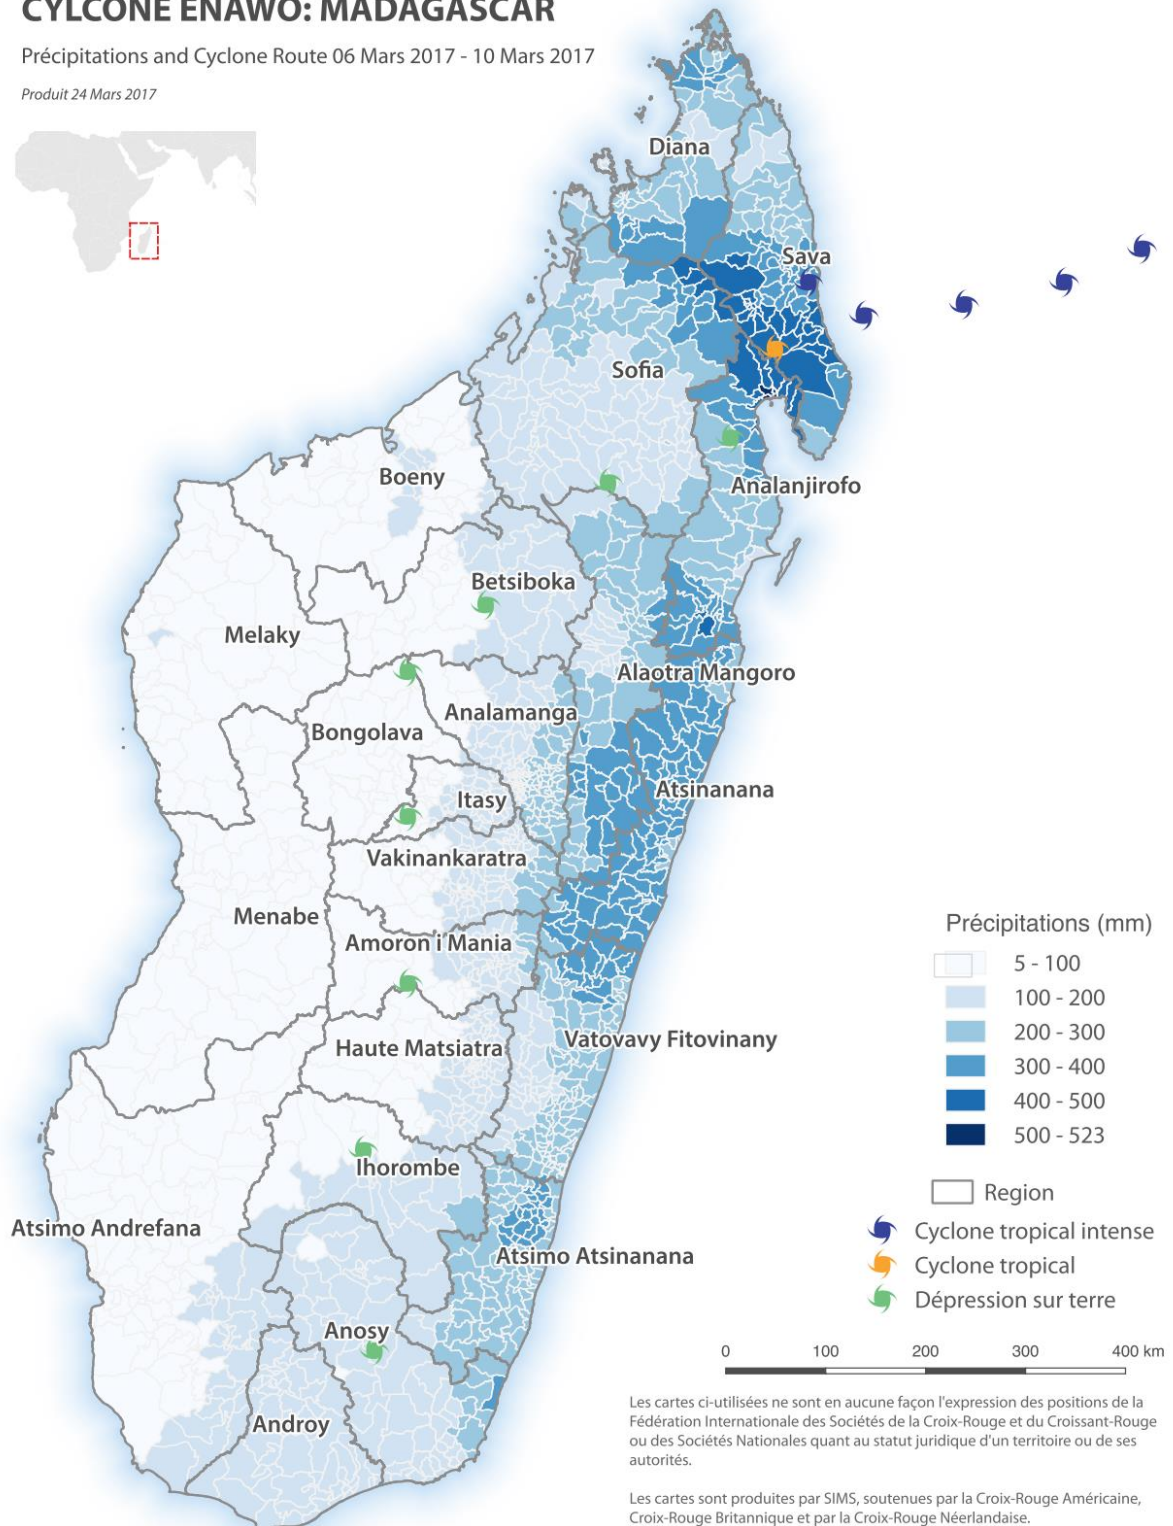 CYLCONE ENAWO: MADAGASCAR
Précipitations and Cyclone Route 06 Mars 2017 - 10 Mars 2017
Produit 24 Mars 2017
Diana
Sava
Sofia
Boeny
Analanjirofo
Betsiboka
Melaky
Alaotra Mangoro
Analamanga
Bongolava
Atsinanana
Itasy
Vakinankaratra
Menabe
Amoron i Mania
Vatovavy Fitovinany
Haute Matsiatra
Ihorombe
Atsimo Andrefana
Atsimo Atsinanana
Anosy
Androy
Précipitations (mm)
5 - 100
100 - 200
200 - 300
300 - 400
400 - 500
500 - 523
Region
Cyclone tropical intense
Cyclone tropical
Dépression sur terre
0 100 200 300 400 km
Les cartes ci-utilisées ne sont en aucune façon l'expression des positions de la
Fédération Internationale des Sociétés de la Croix-Rouge et du Croissant-Rouge
ou des Sociétés Nationales quant au statut juridique d'un territoire ou de ses
autorités.
Les cartes sont produites par SIMS, soutenues par la Croix-Rouge Américaine,
Croix-Rouge Britannique et par la Croix-Rouge Néerlandaise.